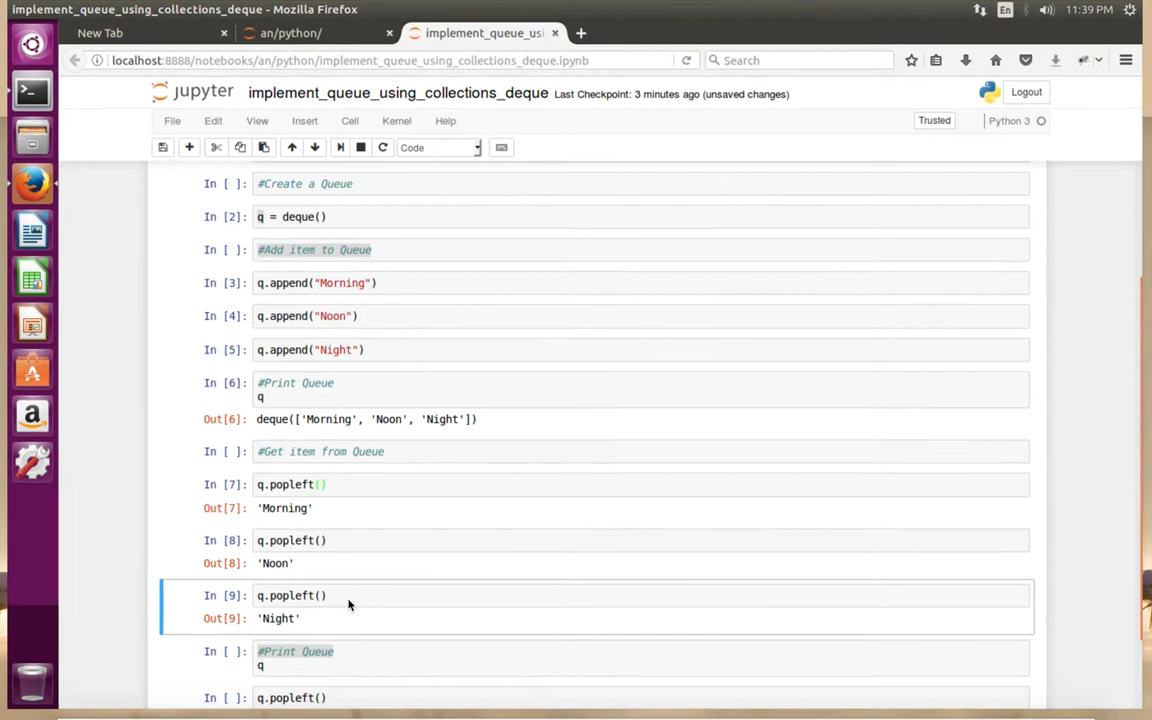 implement_queue_using_collections_deque - Mozilla Firefox
En
11:39 PM
New Tab
an/python/
implement_queue_usi
localhost:8888/notebooks/an/python/implement_queue_using_collections_deque.ipynb
Search
jupyter
implement_queue_using_collections_deque
Last Checkpoint: 3 minutes ago (unsaved changes)
Logout
File Edit View Insert Cell Kernel Help
Trusted
Python 3
Code
In [ ]: #Create a Queue
In [2]: q = deque()
In [ ]: #Add item to Queue
In [3]: q.append("Morning")
In [4]: q.append("Noon")
In [5]: q.append("Night")
In [6]: #Print Queue
q
Out[6]: deque(['Morning', 'Noon', 'Night'])
In [ ]: #Get item from Queue
In [7]: q.popleft()
Out[7]: 'Morning'
In [8]: q.popleft()
Out[8]: 'Noon'
In [9]: q.popleft()
Out[9]: 'Night'
In [ ]: #Print Queue
q
In [ ]: q.popleft()